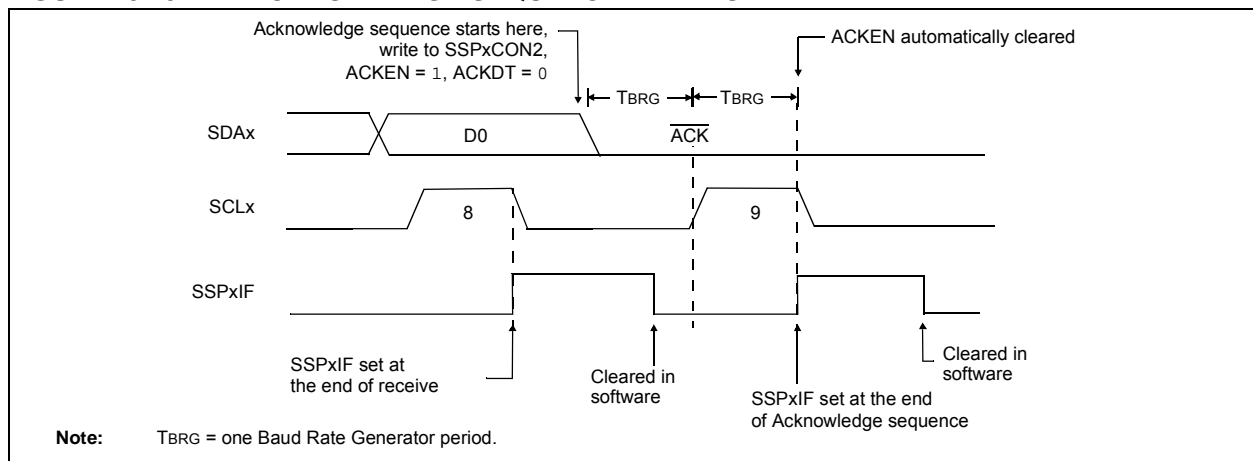 Acknowledge sequence starts here,
write to SSPxCON2,
ACKEN = 1, ACKDT = 0
ACKEN automatically cleared
TBRG
TBRG
SDAx
D0
ACK
SCLx
8
9
SSPxIF
SSPxIF set at
the end of receive
Cleared in
software
SSPxIF set at the end
of Acknowledge sequence
Cleared in
software
Note: TBRG = one Baud Rate Generator period.